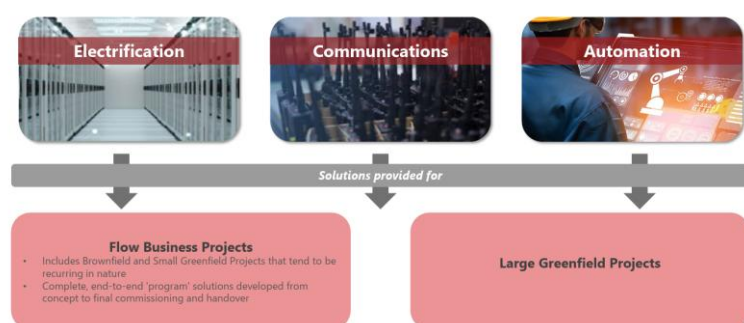 Electrification
Communications
Automation
Solutions provided for
Flow Business Projects
• Includes Brownfield and Small Greenfield Projects that tend to be
recurring in nature
• Complete, end-to-end 'program' solutions developed from
concept to final commissioning and handover
Large Greenfield Projects